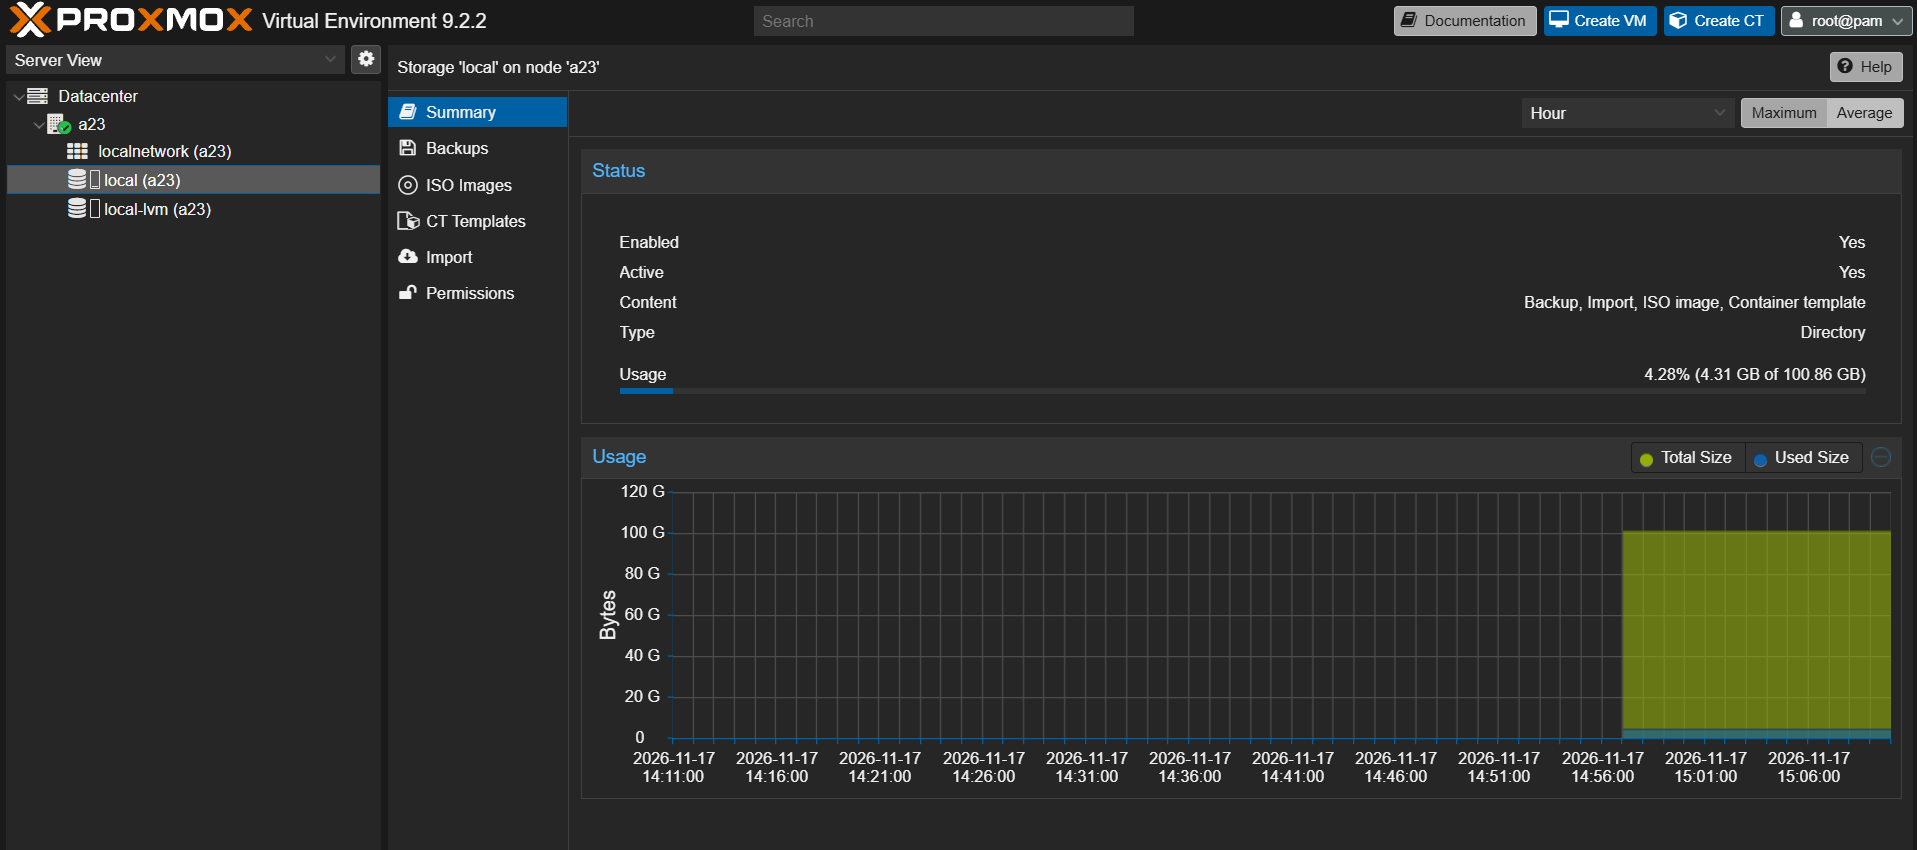 PROXMOX Virtual Environment 9.2.2
Search
Documentation
Create VM
Create CT
root@pam
Server View
Datacenter
a23
localnetwork (a23)
local (a23)
local-lvm (a23)
Storage 'local' on node 'a23'
Help
Summary
Backups
ISO Images
CT Templates
Import
Permissions
Hour
Maximum
Average
Status
Enabled Yes
Active Yes
Content Backup, Import, ISO image, Container template
Type Directory
Usage 4.28% (4.31 GB of 100.86 GB)
Usage
Total Size
Used Size
Bytes
120 G
100 G
80 G
60 G
40 G
20 G
0
2026-11-17 2026-11-17 2026-11-17 2026-11-17 2026-11-17 2026-11-17 2026-11-17 2026-11-17 2026-11-17 2026-11-17 2026-11-17 2026-11-17
14:11:00 14:16:00 14:21:00 14:26:00 14:31:00 14:36:00 14:41:00 14:46:00 14:51:00 14:56:00 15:01:00 15:06:00